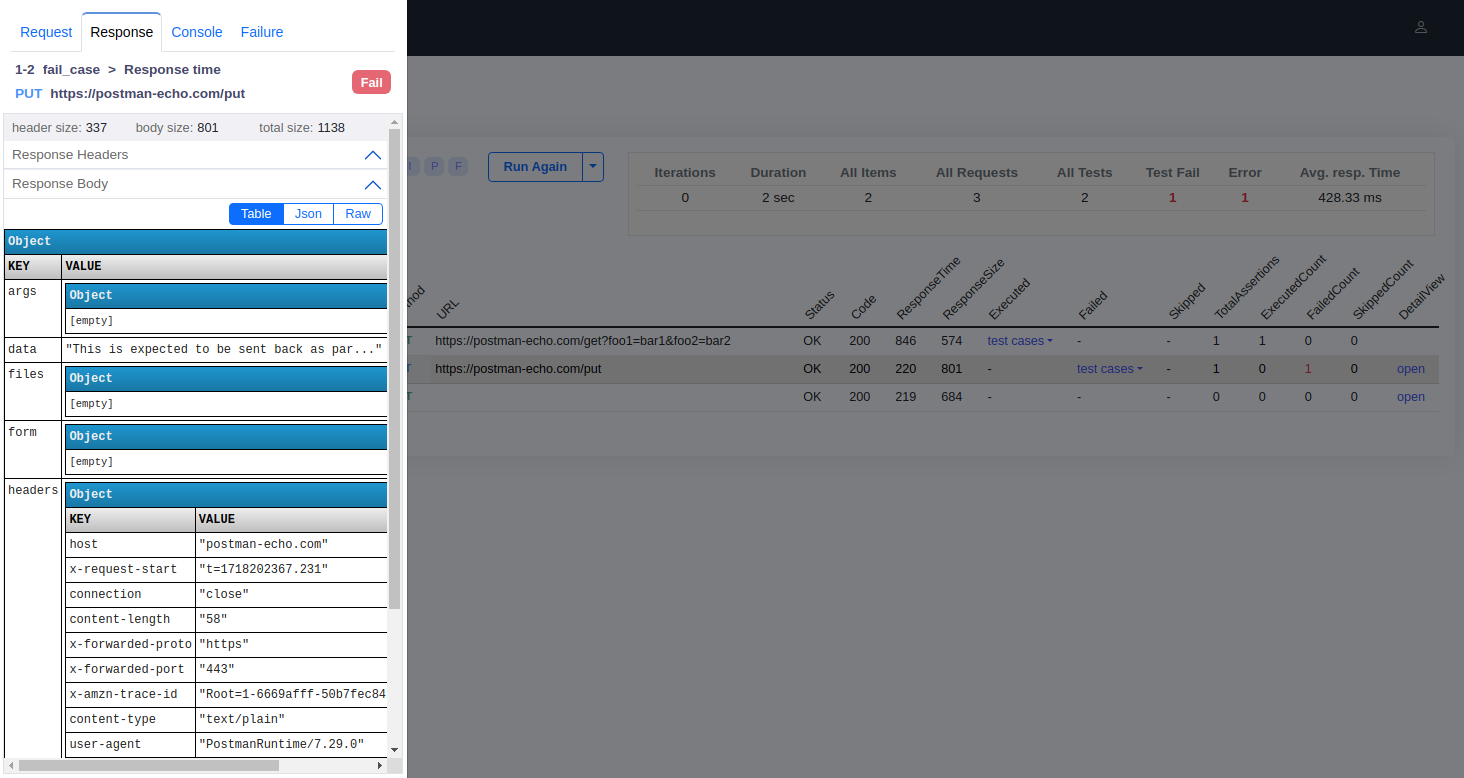 Request Response Console Failure
1-2 fail_case > Response time
PUT https://postman-echo.com/put
Fail
header size: 337 body size: 801 total size: 1138
Response Headers
Response Body
Table Json Raw
Object
KEY VALUE
args Object
[empty]
data "This is expected to be sent back as par..."
files Object
[empty]
form Object
[empty]
headers Object
KEY VALUE
host "postman-echo.com"
x-request-start "t=1718202367.231"
connection "close"
content-length "58"
x-forwarded-proto "https"
x-forwarded-port "443"
x-amzn-trace-id "Root=1-6669afff-50b7fec84
content-type "text/plain"
user-agent "PostmanRuntime/7.29.0"
I P F Run Again
Iterations Duration All Items All Requests All Tests Test Fail Error Avg. resp. Time
0 2 sec 2 3 2 1 1 428.33 ms
URL Status Code ResponseTime ResponseSize Executed Failed Skipped TotalAssertions ExecutedCount FailedCount SkippedCount DetailView
https://postman-echo.com/get?foo1=bar1&foo2=bar2 OK 200 846 574 test cases - - 1 1 0 0
https://postman-echo.com/put OK 200 220 801 - test cases - 1 0 1 0 open
OK 200 219 684 - - - 0 0 0 0 open